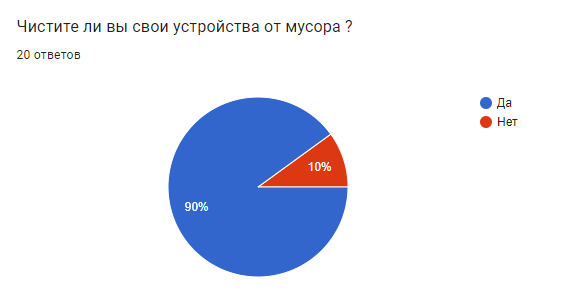 Чистите ли вы свои устройства от мусора ?
20 ответов
Да
Нет
10%
90%